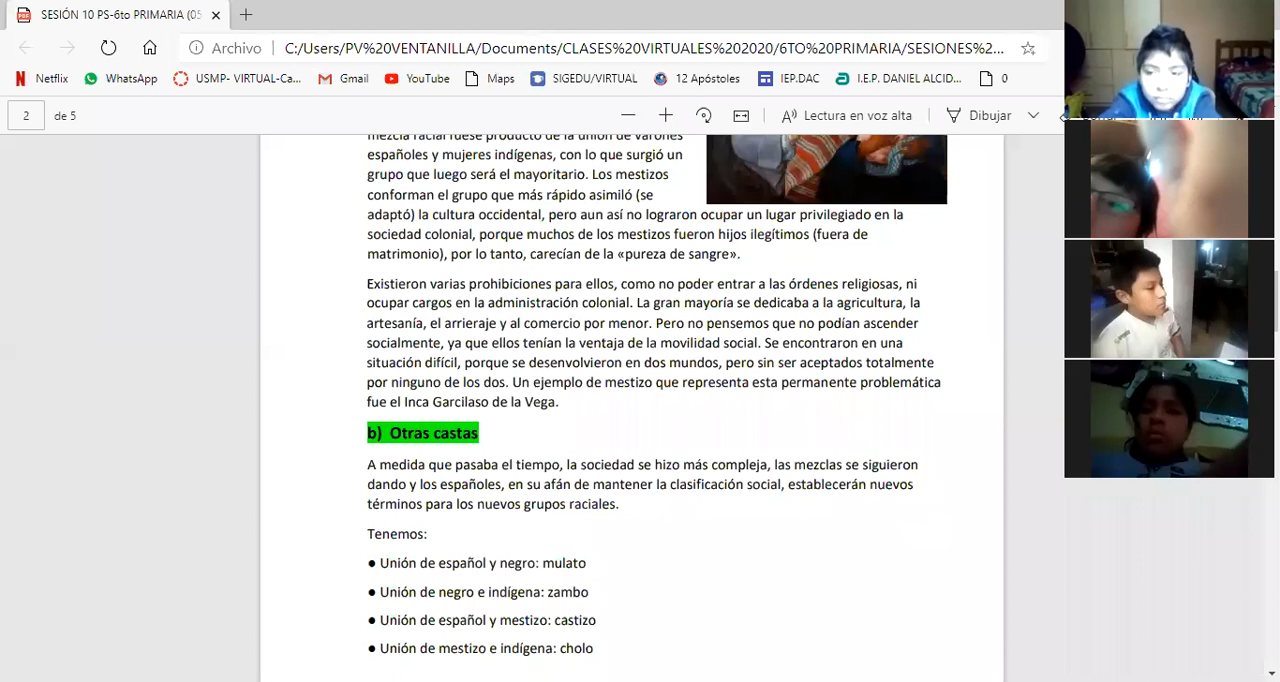 SESIÓN 10 PS-6to PRIMARIA (05
Archivo
C:/Users/PV%20VENTANILLA/Documents/CLASES%20VIRTUALES%202020/6TO%20PRIMARIA/SESIONES%2...
Netflix
WhatsApp
USMP- VIRTUAL-Ca...
Gmail
YouTube
Maps
SIGEDU/VIRTUAL
12 Apóstoles
IEP.DAC
I.E.P. DANIEL ALCID...
0
2 de 5
Lectura en voz alta
Dibujar
mezcla racial fuese producto de la unión de varones
españoles y mujeres indígenas, con lo que surgió un
grupo que luego será el mayoritario. Los mestizos
conforman el grupo que más rápido asimiló (se
adaptó) la cultura occidental, pero aun así no lograron ocupar un lugar privilegiado en la
sociedad colonial, porque muchos de los mestizos fueron hijos ilegítimos (fuera de
matrimonio), por lo tanto, carecían de la «pureza de sangre».
Existieron varias prohibiciones para ellos, como no poder entrar a las órdenes religiosas, ni
ocupar cargos en la administración colonial. La gran mayoría se dedicaba a la agricultura, la
artesanía, el arrieraje y al comercio por menor. Pero no pensemos que no podían ascender
socialmente, ya que ellos tenían la ventaja de la movilidad social. Se encontraron en una
situación difícil, porque se desenvolvieron en dos mundos, pero sin ser aceptados totalmente
por ninguno de los dos. Un ejemplo de mestizo que representa esta permanente problemática
fue el Inca Garcilaso de la Vega.
b) Otras castas
A medida que pasaba el tiempo, la sociedad se hizo más compleja, las mezclas se siguieron
dando y los españoles, en su afán de mantener la clasificación social, establecerán nuevos
términos para los nuevos grupos raciales.
Tenemos:
● Unión de español y negro: mulato
● Unión de negro e indígena: zambo
● Unión de español y mestizo: castizo
● Unión de mestizo e indígena: cholo